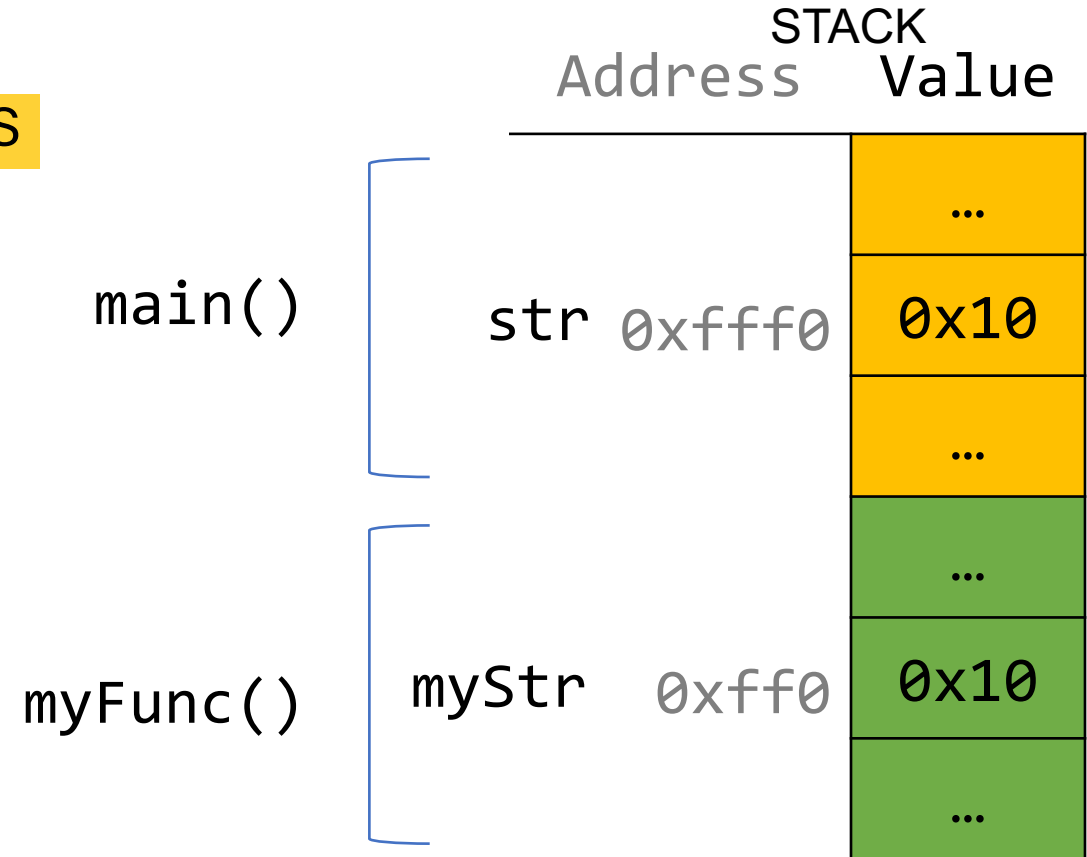 STACK
Address Value
S
…
main() str 0xfff0 0x10
…
…
myFunc() myStr 0xff0 0x10
…